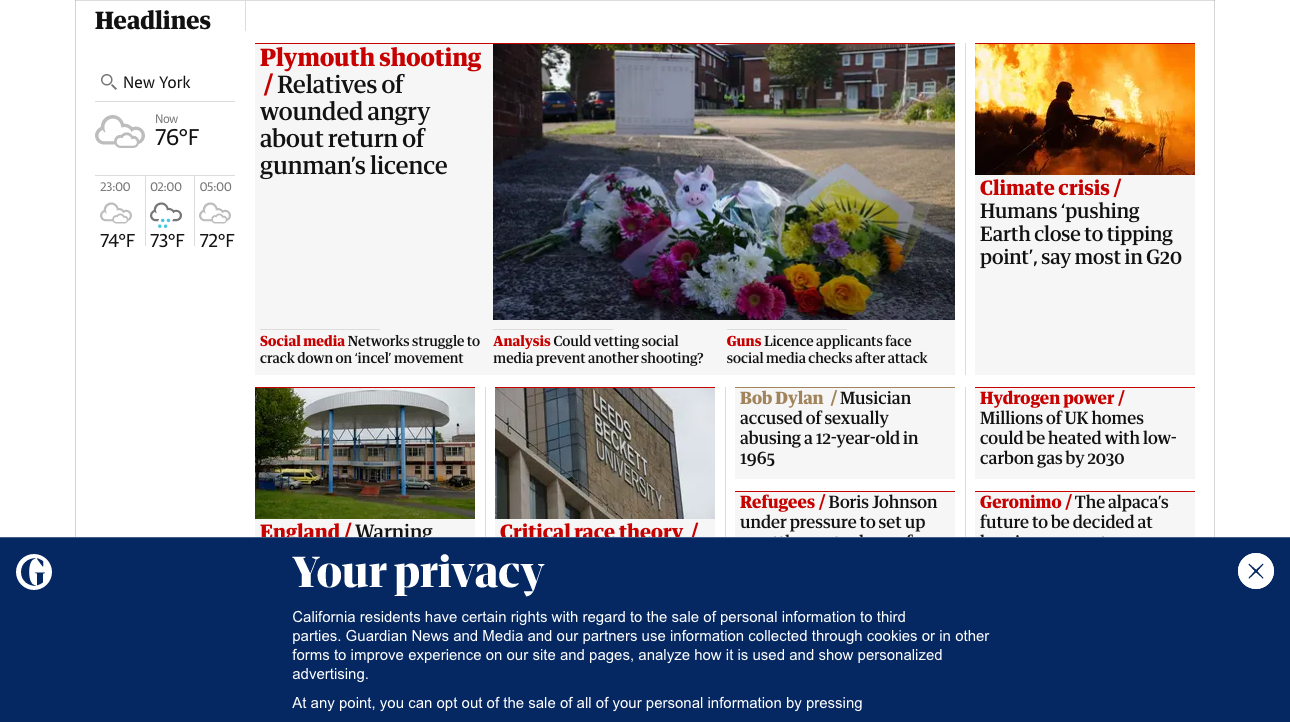 Headlines
New York
Now
76°F
23:00
02:00
05:00
74°F
73°F
72°F
Plymouth shooting
/ Relatives of
wounded angry
about return of
gunman’s licence
Climate crisis /
Humans ‘pushing
Earth close to tipping
point’, say most in G20
Social media Networks struggle to
crack down on ‘incel’ movement
Analysis Could vetting social
media prevent another shooting?
Guns Licence applicants face
social media checks after attack
LEEDS
BECKETT
UNIVERSITY
Bob Dylan / Musician
accused of sexually
abusing a 12-year-old in
1965
Hydrogen power /
Millions of UK homes
could be heated with low-
carbon gas by 2030
England / Warning
Critical race theory /
Refugees / Boris Johnson
under pressure to set up
Geronimo / The alpaca’s
future to be decided at
G
Your privacy
California residents have certain rights with regard to the sale of personal information to third
parties. Guardian News and Media and our partners use information collected through cookies or in other
forms to improve experience on our site and pages, analyze how it is used and show personalized
advertising.
At any point, you can opt out of the sale of all of your personal information by pressing